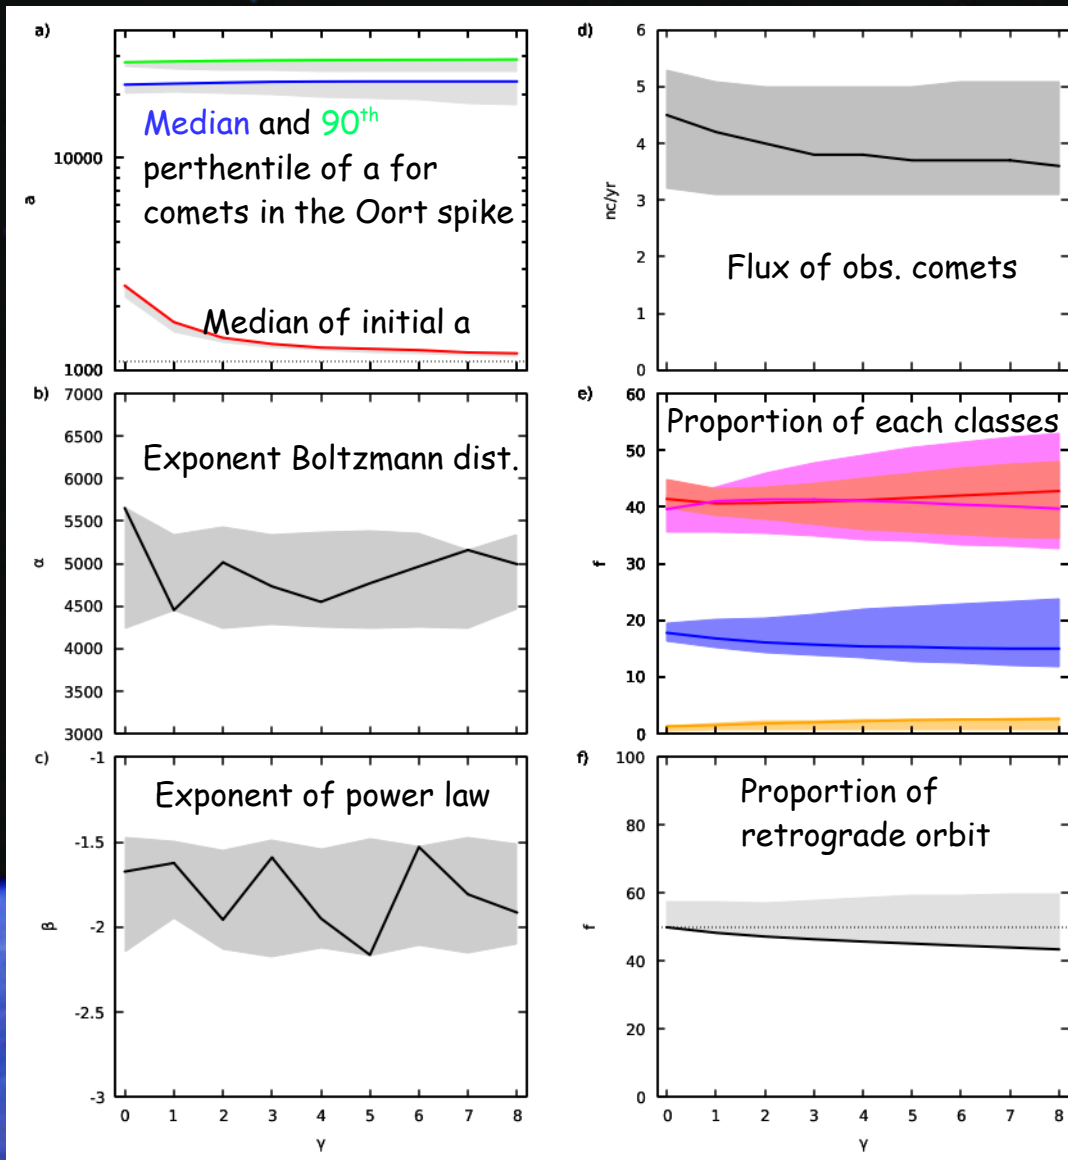 a)
10000
1000
a
Median and 90th
perthentile of a for
comets in the Oort spike
Median of initial a
b)
7000
6500
6000
5500
5000
4500
4000
3500
3000
α
Exponent Boltzmann dist.
c)
-1
-1.5
-2
-2.5
-3
β
Exponent of power law
0 1 2 3 4 5 6 7 8
γ
d)
6
5
4
3
2
1
0
nc/yr
Flux of obs. comets
e)
60
50
40
30
20
10
0
f
Proportion of each classes
f)
100
80
60
40
20
0
f
Proportion of
retrograde orbit
0 1 2 3 4 5 6 7 8
γ